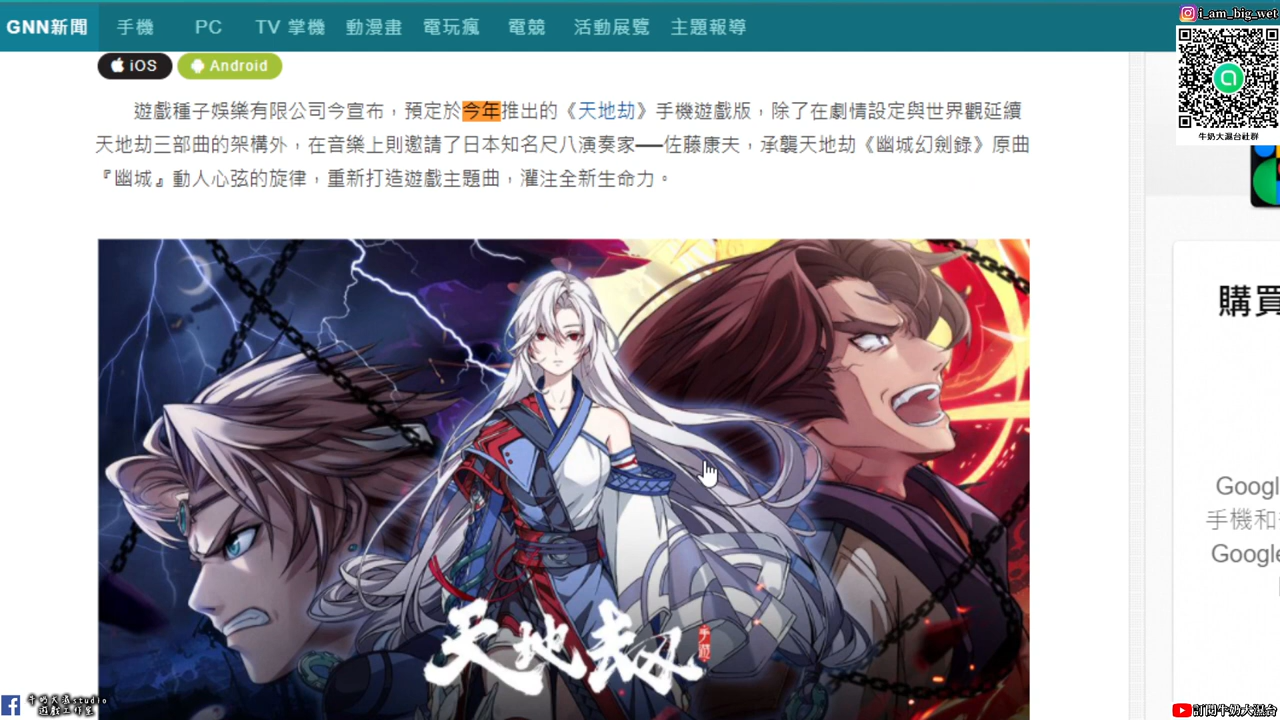 GNN新聞 手機 PC TV 掌機 動漫畫 電玩瘋 電競 活動展覽 主題報導
i_am_big_wet
牛奶大濕台社群
iOS Android
遊戲種子娛樂有限公司今宣布，預定於今年推出的《天地劫》手機遊戲版，除了在劇情設定與世界觀延續
天地劫三部曲的架構外，在音樂上則邀請了日本知名尺八演奏家──佐藤康夫，承襲天地劫《幽城幻劍錄》原曲
『幽城』動人心弦的旋律，重新打造遊戲主題曲，灌注全新生命力。
購買
Googl
手機和
Google
天地劫
手遊
牛奶大濕studio
遊戲工作室
訂閱牛奶大濕台